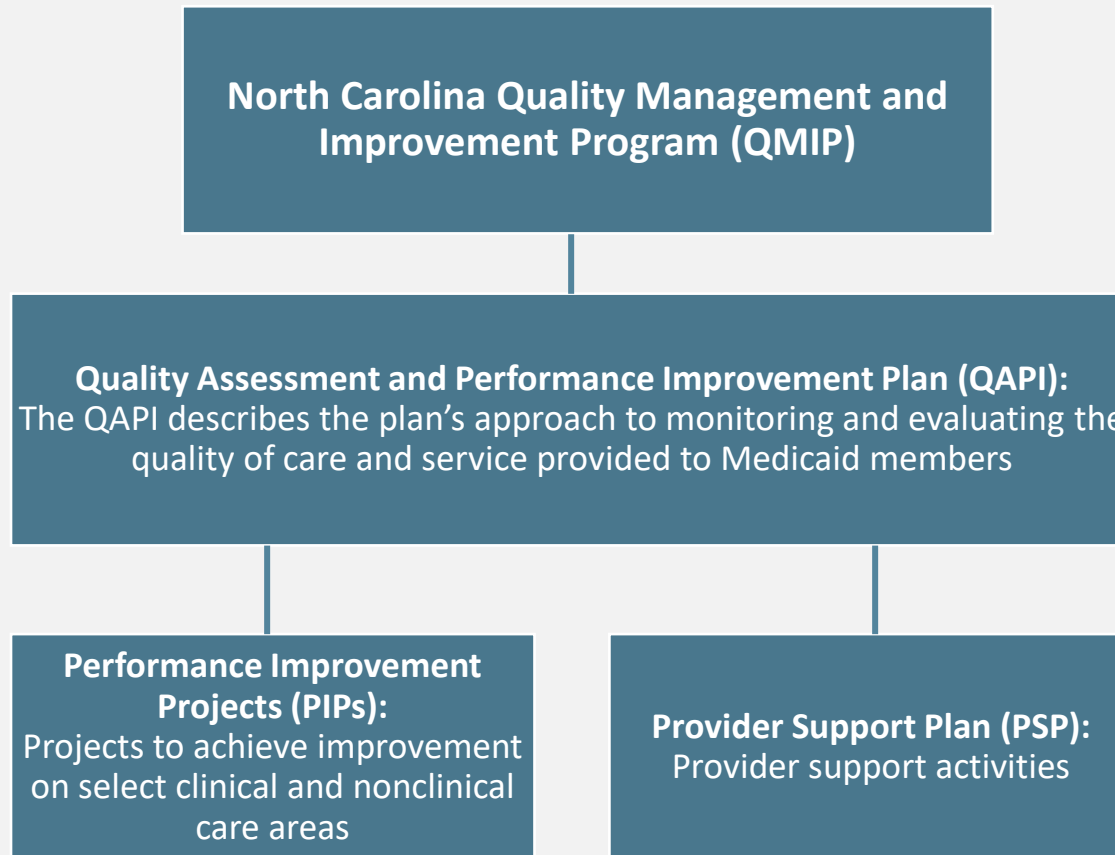 North Carolina Quality Management and
Improvement Program (QMIP)
Quality Assessment and Performance Improvement Plan (QAPI):
The QAPI describes the plan’s approach to monitoring and evaluating the
quality of care and service provided to Medicaid members
Performance Improvement
Projects (PIPs):
Projects to achieve improvement
on select clinical and nonclinical
care areas
Provider Support Plan (PSP):
Provider support activities